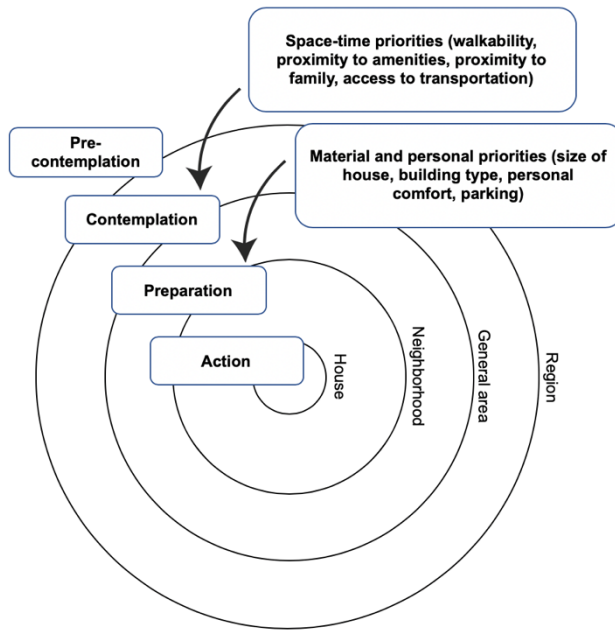 Space-time priorities (walkability,
proximity to amenities, proximity to
family, access to transportation)
Pre-
contemplation
Material and personal priorities (size of
house, building type, personal
comfort, parking)
Contemplation
Preparation
Action
House
Neighborhood
General area
Region